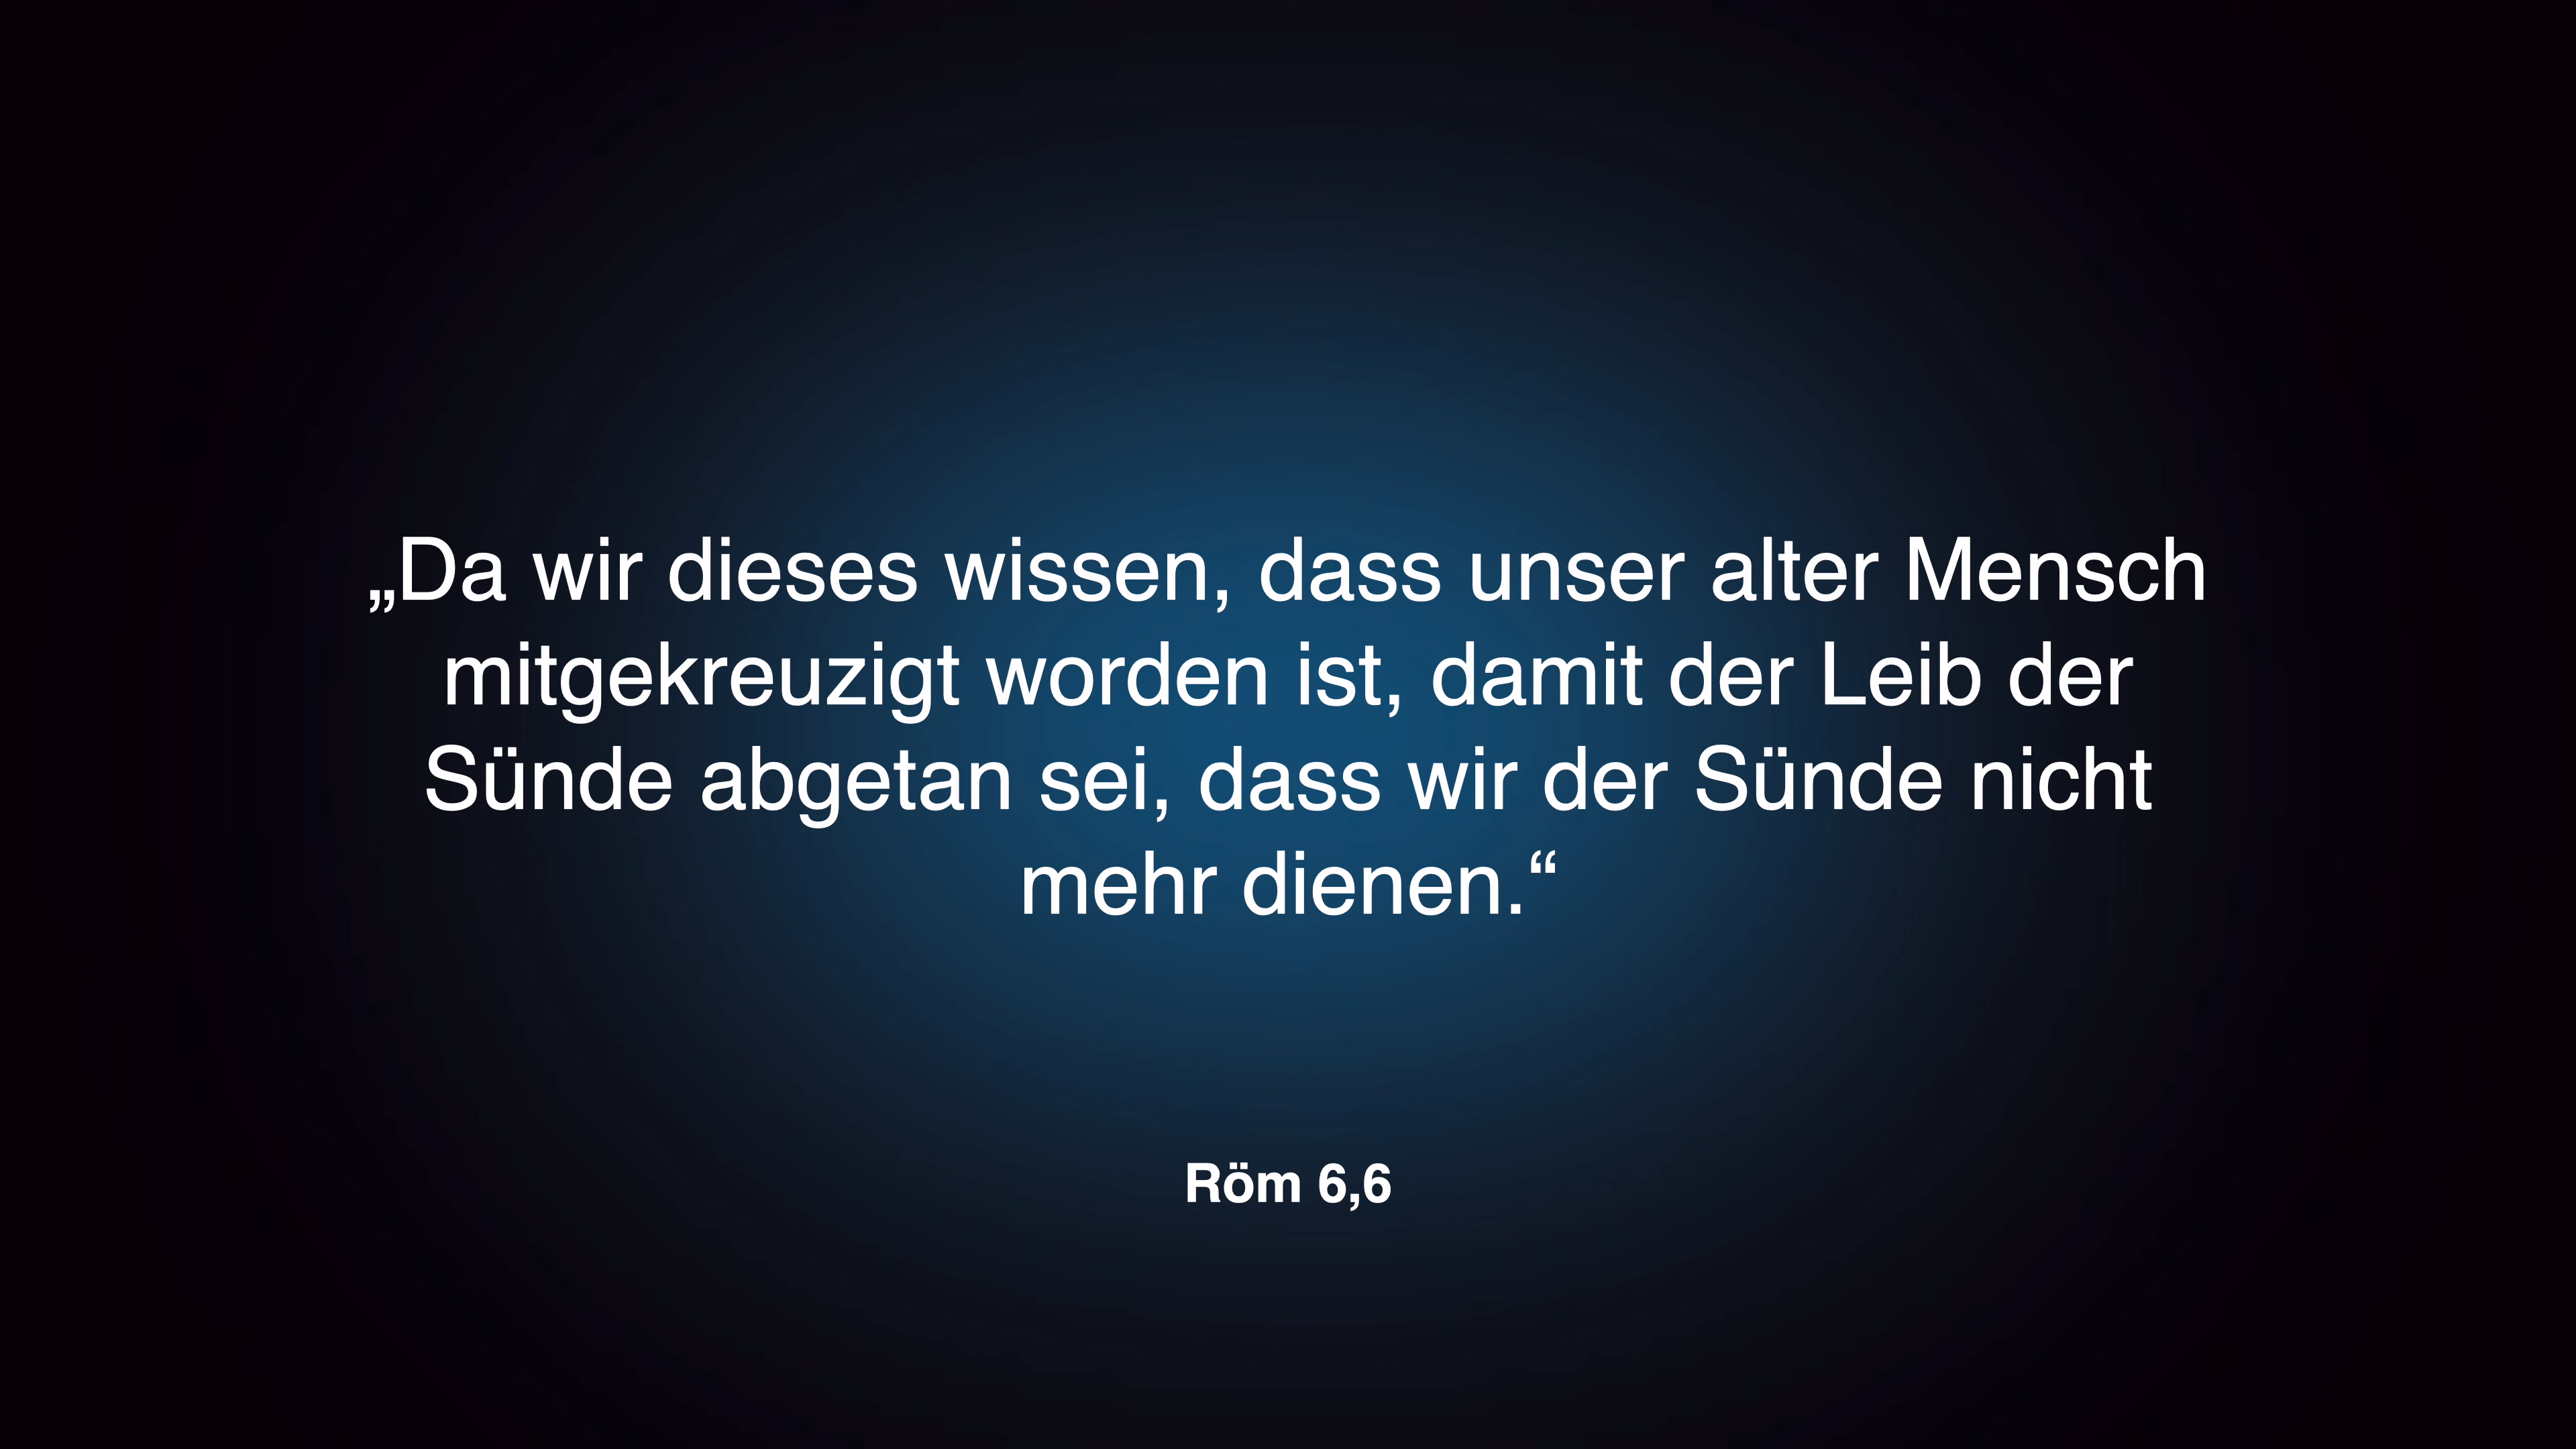 „Da wir dieses wissen, dass unser alter Mensch
mitgekreuzigt worden ist, damit der Leib der
Sünde abgetan sei, dass wir der Sünde nicht
mehr dienen.“
Röm 6,6